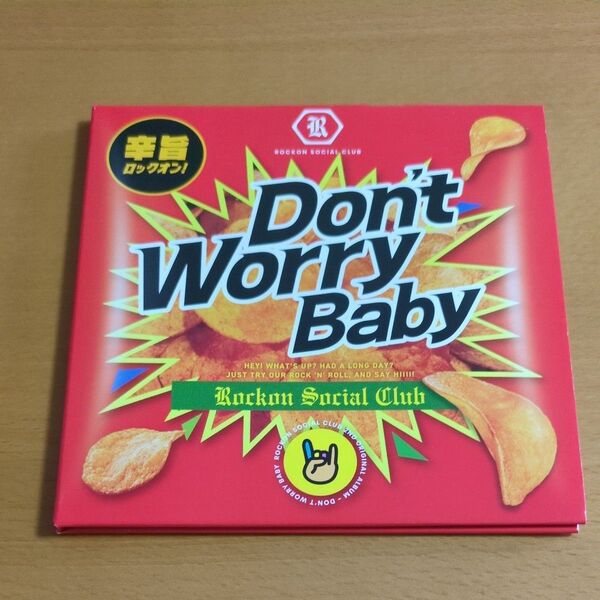 辛旨
ロックオン!
R
ROCKON SOCIAL CLUB
Don't
Worry
Baby
HEY! WHAT'S UP? HAD A LONG DAY?
JUST TRY OUR ROCK 'N' ROLL, AND SAY HI!!!!
Rockon Social Club
ROCKON SOCIAL CLUB 2ND ORIGINAL ALBUM - DON'T WORRY BABY